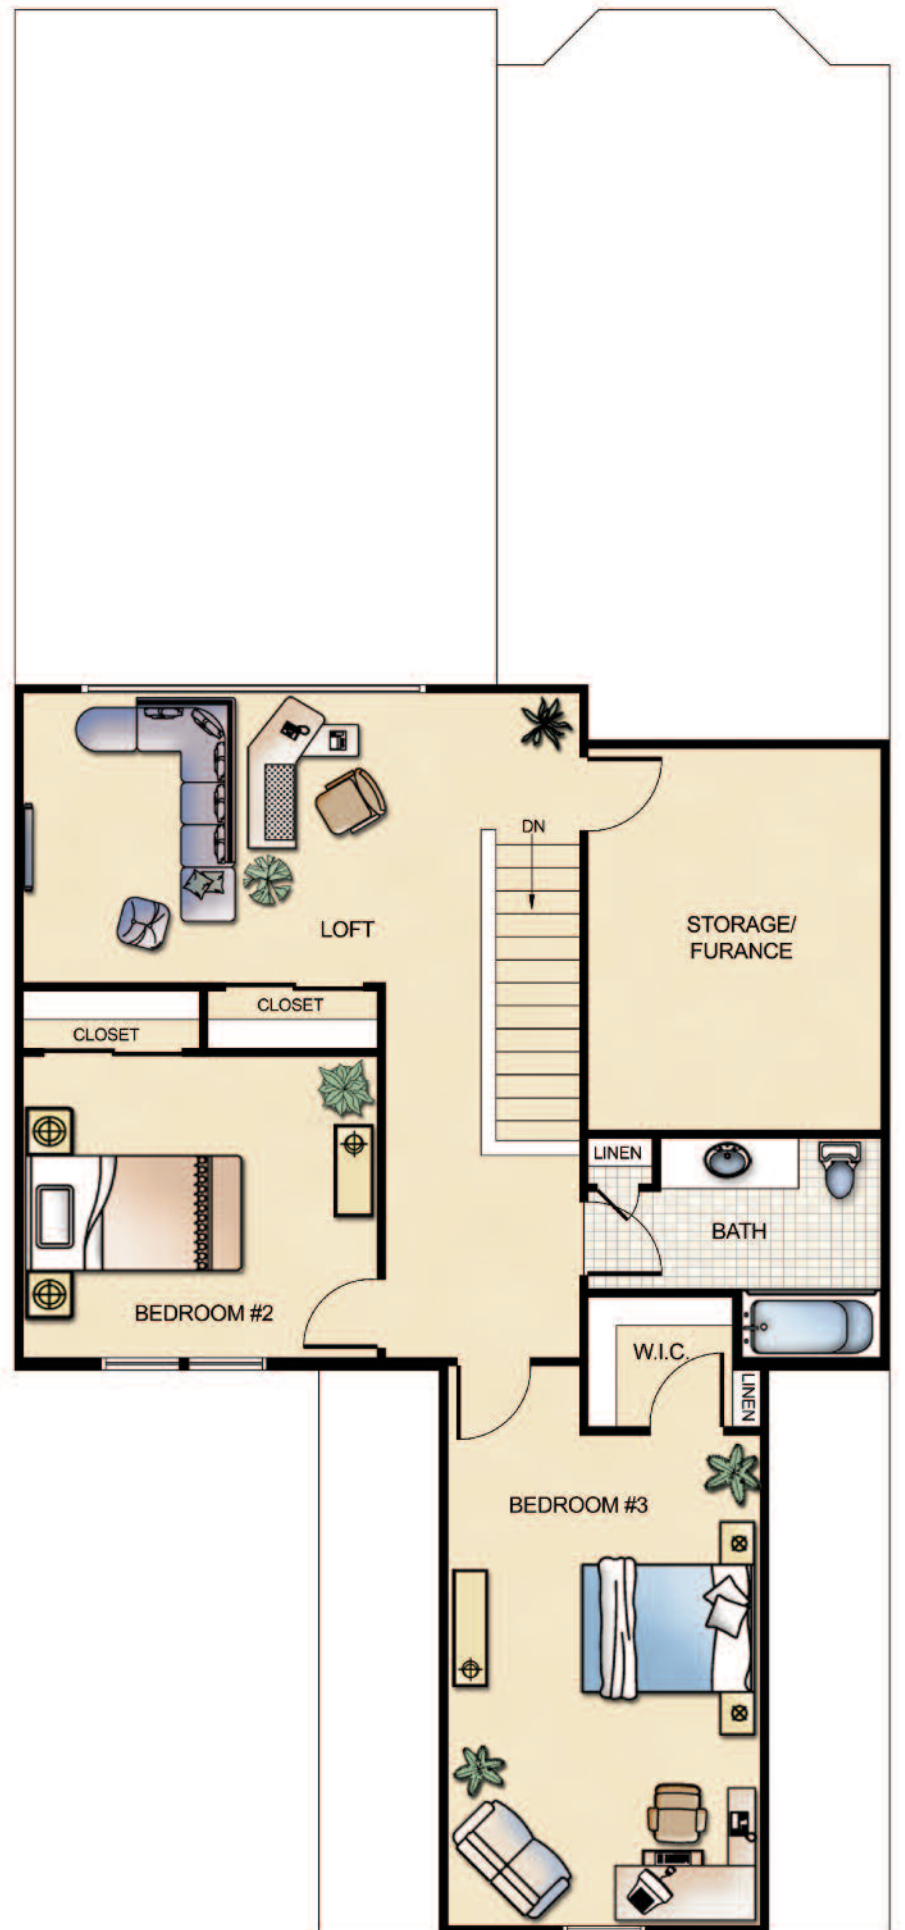 DN
LOFT
STORAGE/
FURANCE
CLOSET
CLOSET
LINEN
BATH
BEDROOM #2
W.I.C.
LINEN
BEDROOM #3